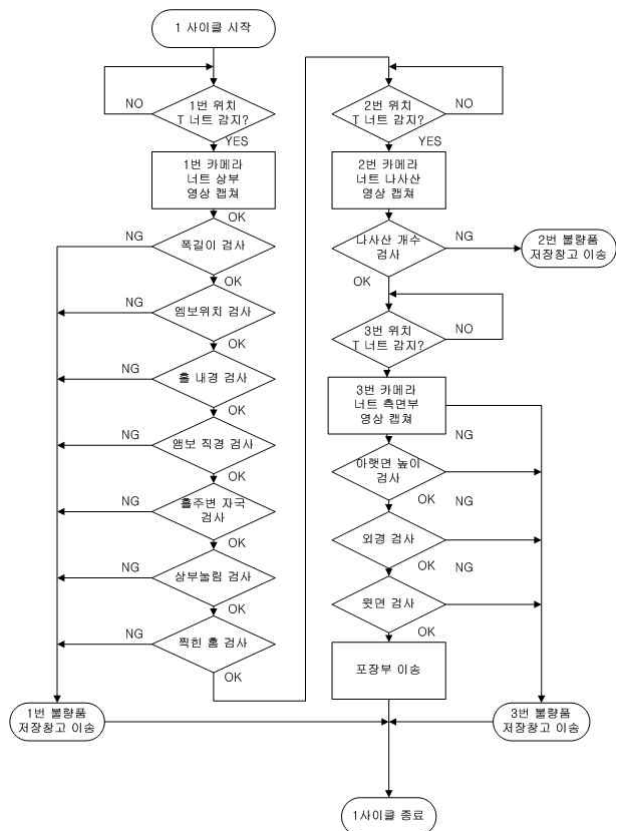 1 사이클 시작
NO
1번 위치
T 너트 감지?
YES
1번 카메라
너트 상부
영상 캡쳐
OK
NG
폭길이 검사
OK
NG
엠보위치 검사
OK
NG
홀 내경 검사
OK
NG
앰보 직경 검사
OK
NG
홀주변 자국
검사
OK
NG
상부눌림 검사
OK
NG
찍힌 홈 검사
OK
1번 불량품
저장창고 이송
2번 위치
T 너트 감지?
NO
YES
2번 카메라
너트 나사산
영상 캡쳐
나사산 개수
검사
NG
2번 불량품
저장창고 이송
OK
3번 위치
T 너트 감지?
NO
3번 카메라
너트 측면부
영상 캡쳐
NG
아랫면 높이
검사
OK
NG
외경 검사
OK
NG
윗면 검사
OK
포장부 이송
3번 불량품
저장창고 이송
1사이클 종료